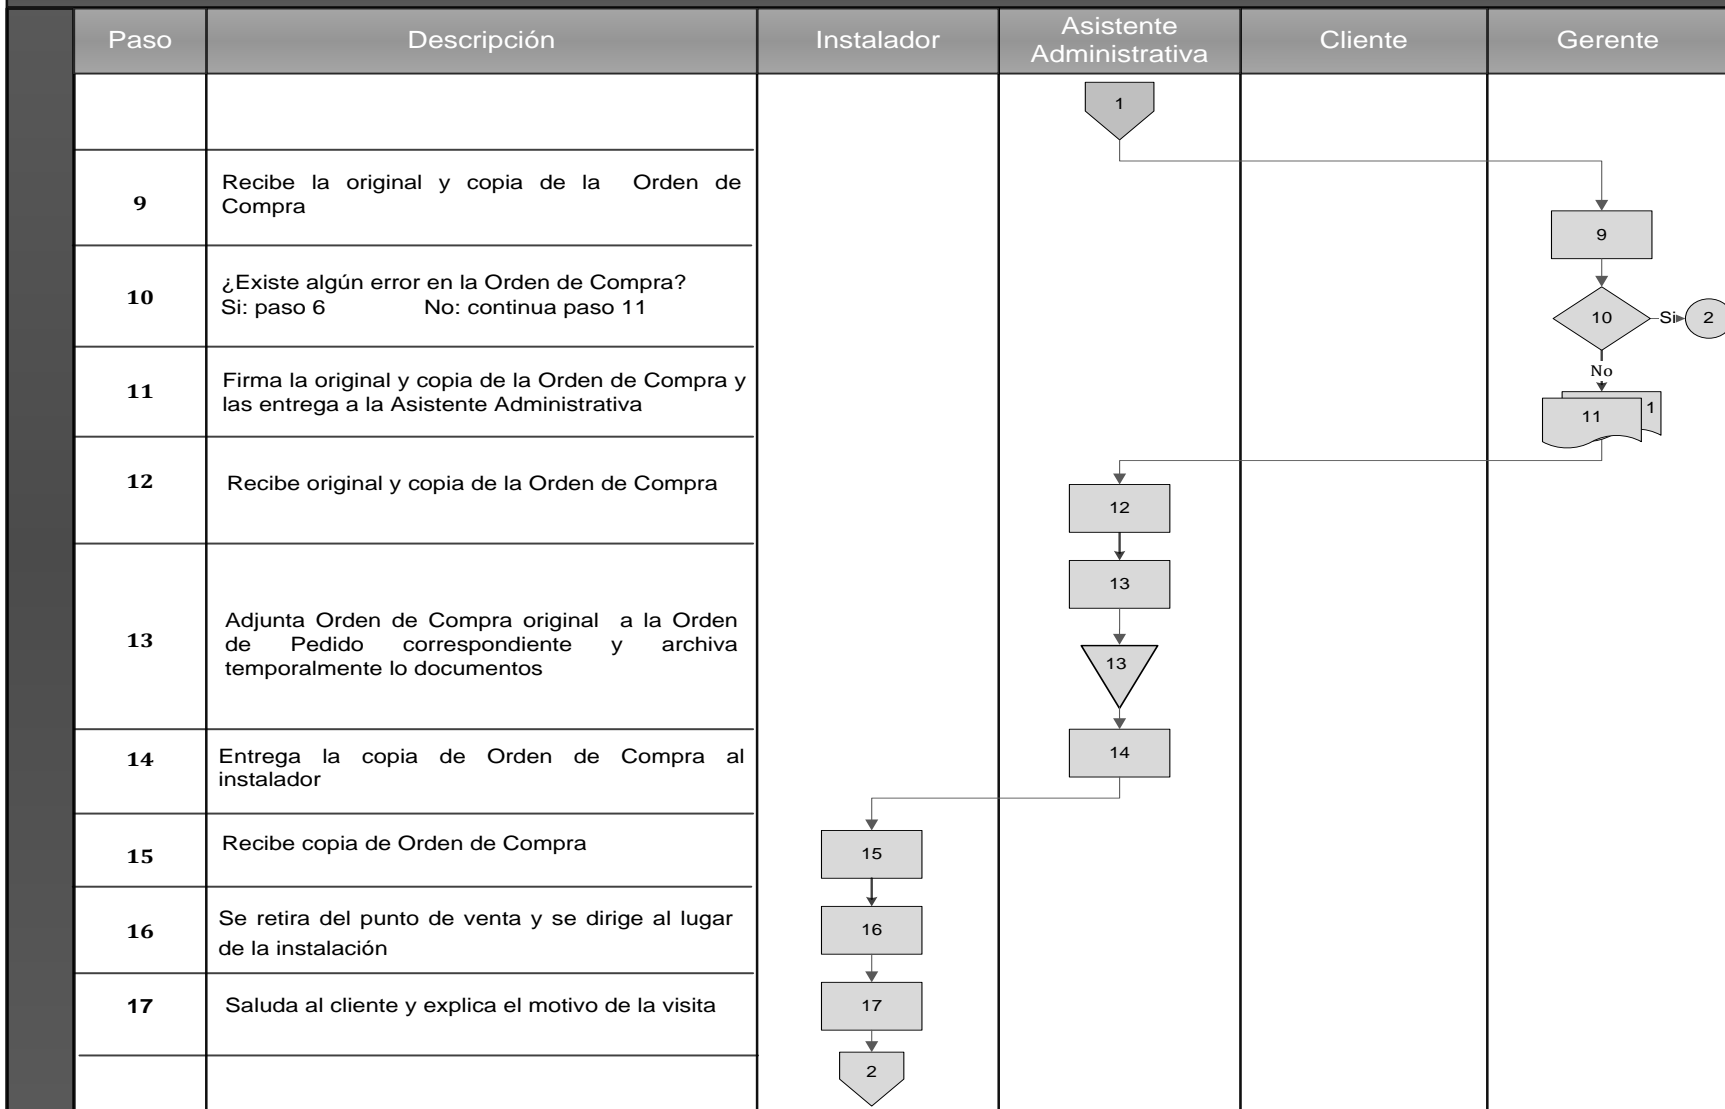 Paso
Descripción
Instalador
Asistente
Administrativa
Cliente
Gerente
1
9
Recibe la original y copia de la Orden de
Compra
9
10
¿Existe algún error en la Orden de Compra?
Si: paso 6 No: continua paso 11
10
Si
2
No
11
Firma la original y copia de la Orden de Compra y
las entrega a la Asistente Administrativa
11
1
12
Recibe original y copia de la Orden de Compra
12
13
13
Adjunta Orden de Compra original a la Orden
de Pedido correspondiente y archiva
temporalmente lo documentos
13
14
Entrega la copia de Orden de Compra al
instalador
14
15
Recibe copia de Orden de Compra
15
16
Se retira del punto de venta y se dirige al lugar
de la instalación
16
17
Saluda al cliente y explica el motivo de la visita
17
2